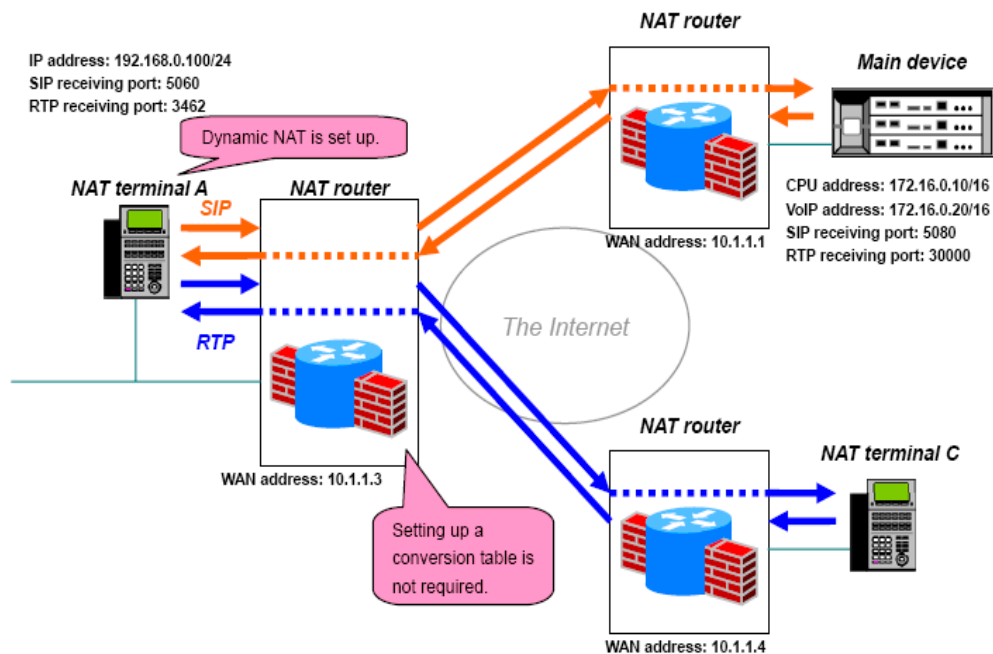 NAT router
IP address: 192.168.0.100/24
SIP receiving port: 5060
RTP receiving port: 3462
Main device
Dynamic NAT is set up.
NAT terminal A
NAT router
SIP
CPU address: 172.16.0.10/16
VoIP address: 172.16.0.20/16
SIP receiving port: 5080
RTP receiving port: 30000
WAN address: 10.1.1.1
The Internet
RTP
NAT router
NAT terminal C
WAN address: 10.1.1.3
Setting up a
conversion table is
not required.
WAN address: 10.1.1.4